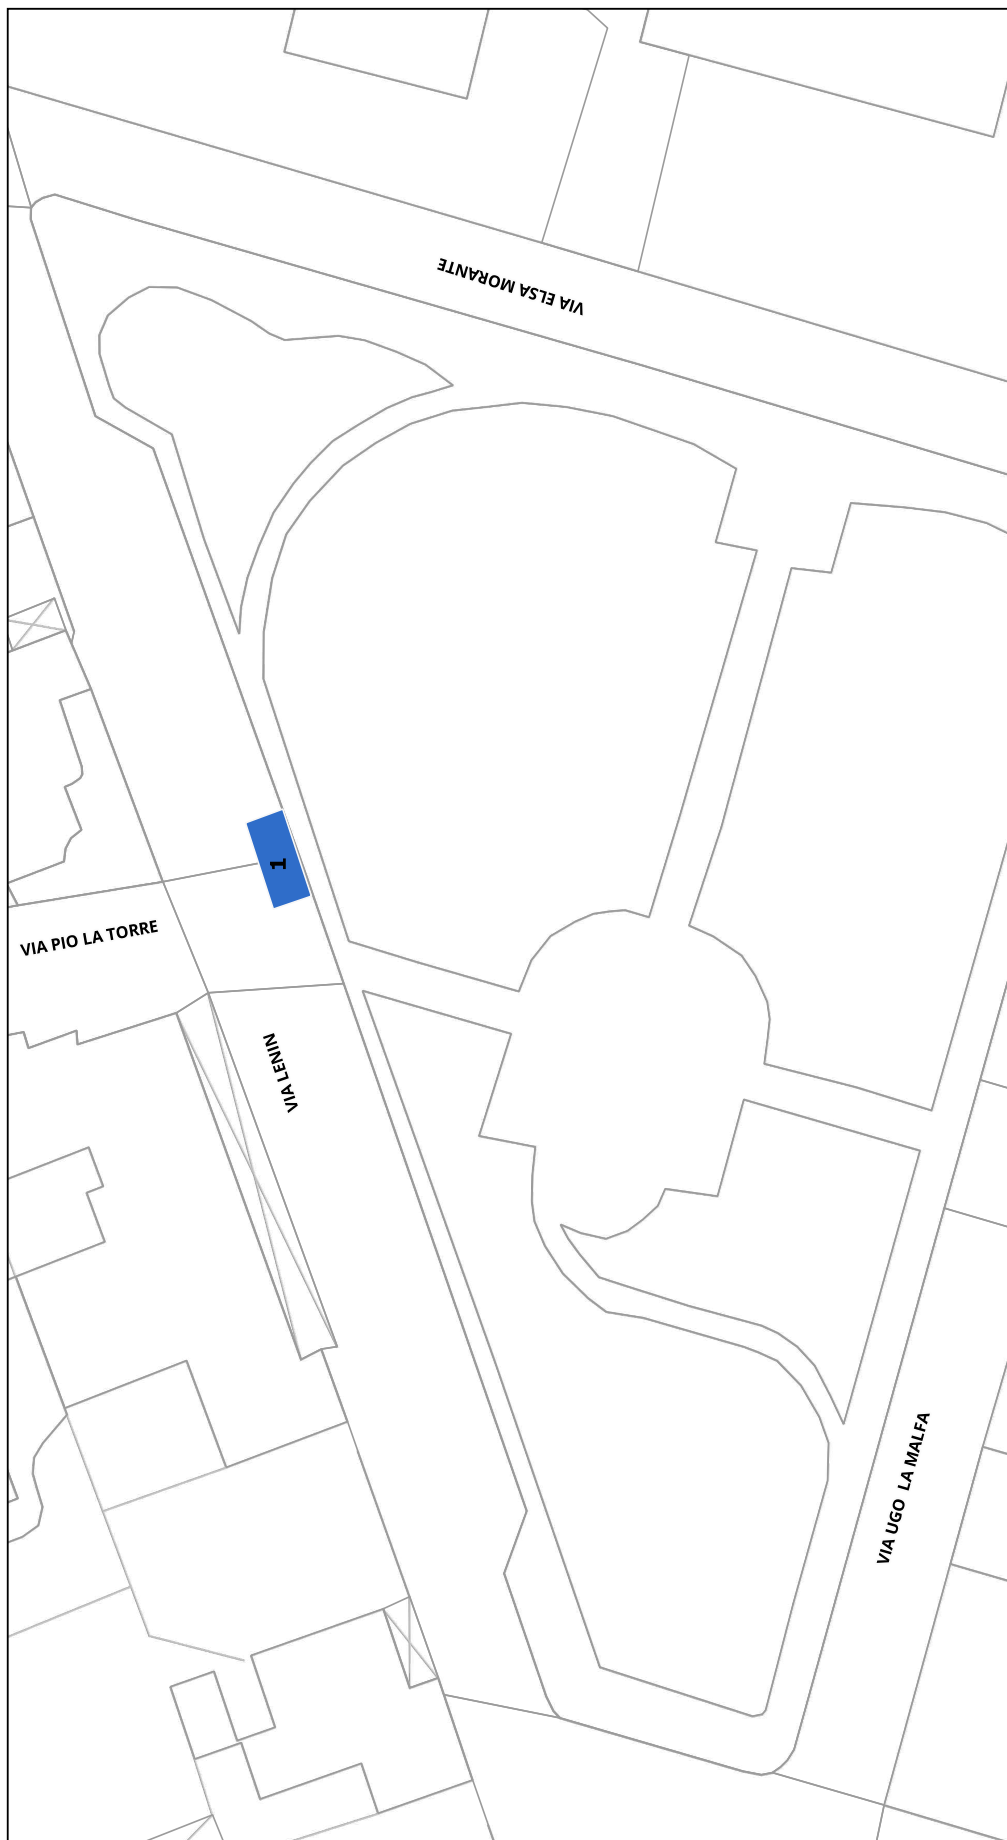 VIA ELSA MORANTE
1
VIA PIO LA TORRE
VIA LENIN
VIA UGO LA MALFA